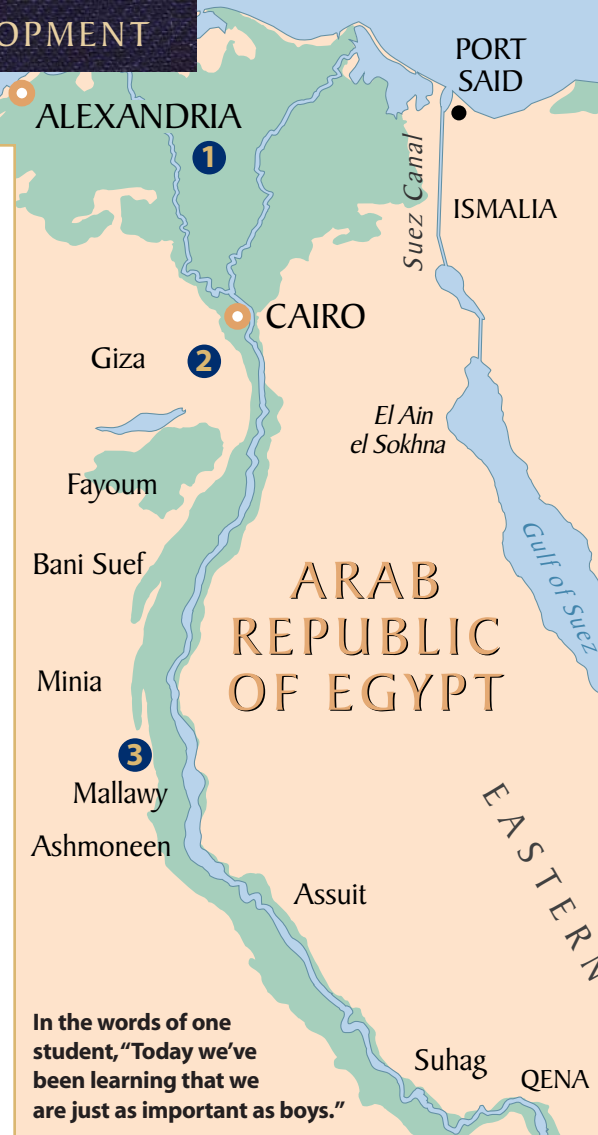 OPMENT
PORT
SAID
ALEXANDRIA
1
Suez Canal
ISMALIA
CAIRO
Giza
2
El Ain
el Sokhna
Fayoum
Gulf of Suez
Bani Suef
ARAB
REPUBLIC
OF EGYPT
Minia
3
Mallawy
EASTERN
Ashmoneen
Assuit
In the words of one
student, “Today we’ve
been learning that we
are just as important as boys.”
Suhag
QENA